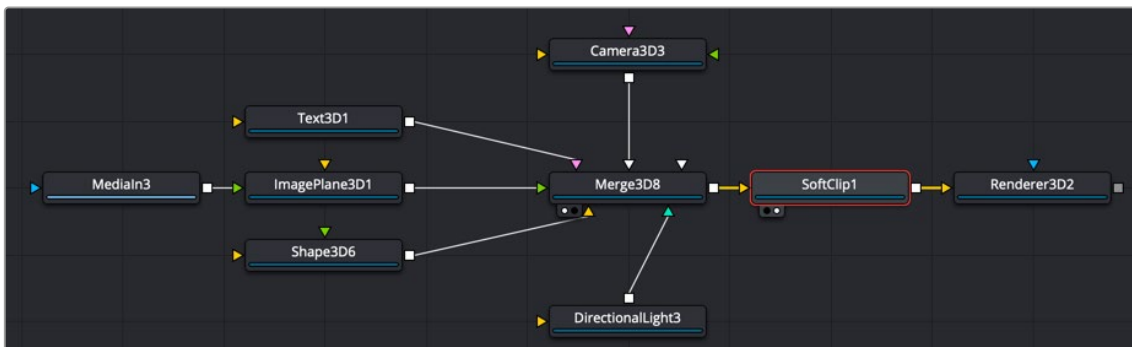 Camera3D3
Text3D1
MediaIn3
ImagePlane3D1
Merge3D8
SoftClip1
Renderer3D2
Shape3D6
DirectionalLight3